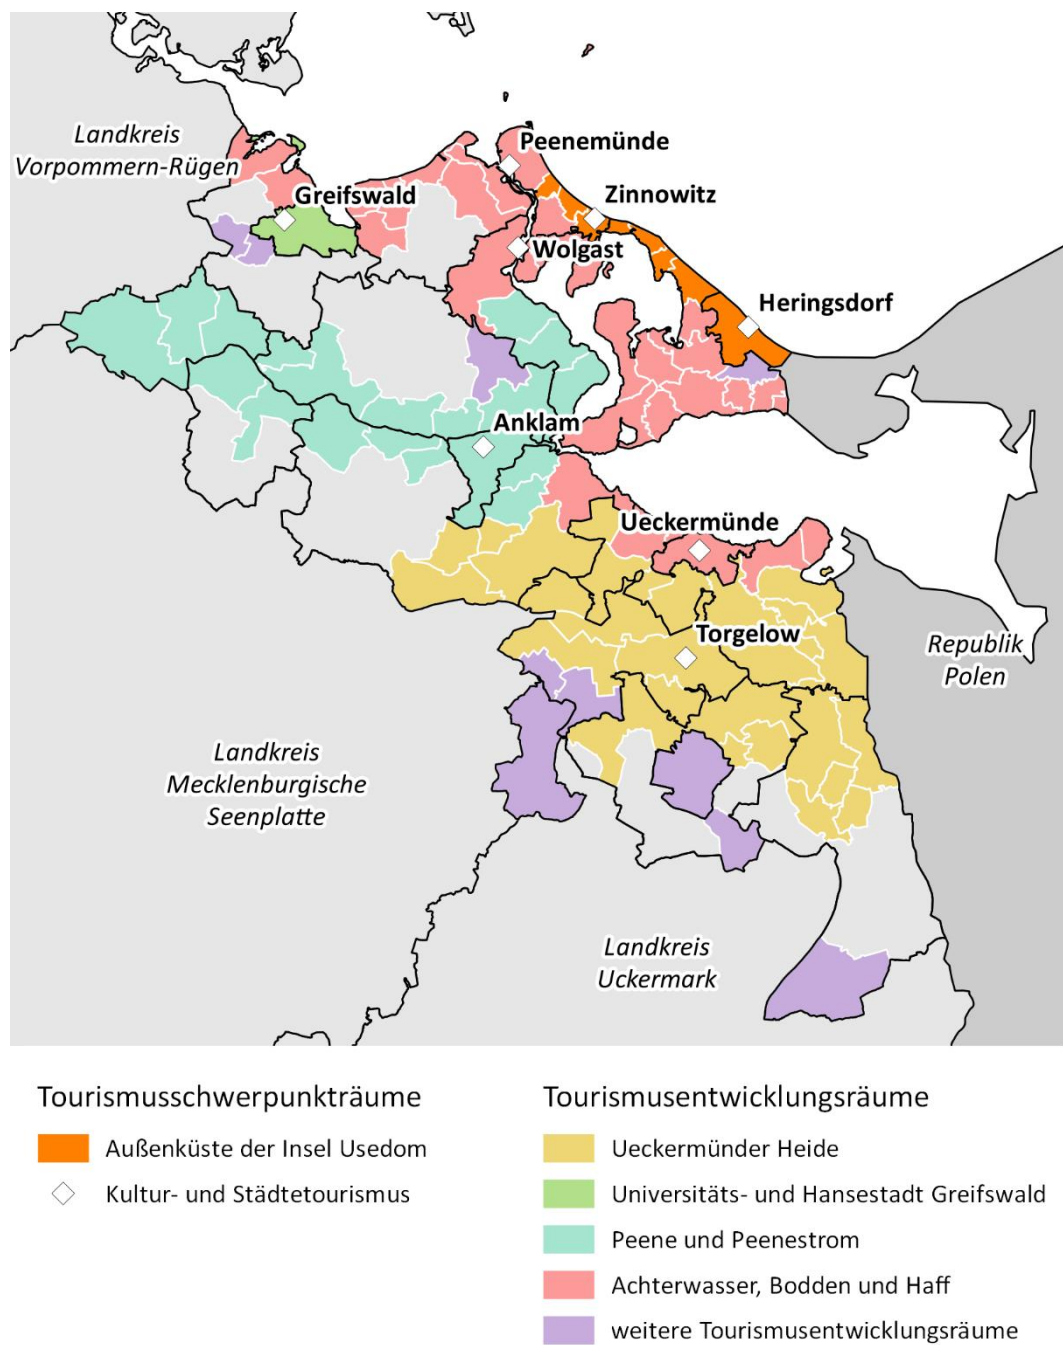 Landkreis
Vorpommern-Rügen
Peenemünde
Greifswald
Zinnowitz
Wolgast
Heringsdorf
Anklam
Ueckermünde
Torgelow
Republik
Polen
Landkreis
Mecklenburgische
Seenplatte
Landkreis
Uckermark
Tourismusschwerpunkträume
Außenküste der Insel Usedom
Kultur- und Städtetourismus
Tourismusentwicklungsräume
Ueckermünder Heide
Universitäts- und Hansestadt Greifswald
Peene und Peenestrom
Achterwasser, Bodden und Haff
weitere Tourismusentwicklungsräume